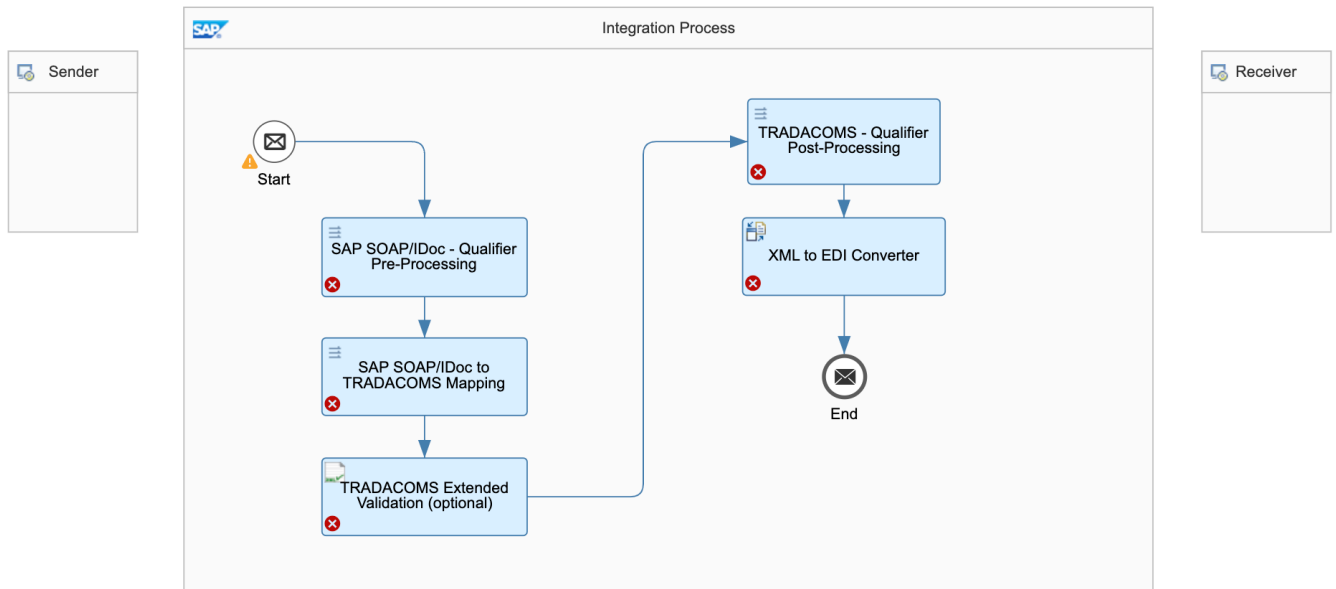 SAP
Integration Process
Sender
Receiver
Start
SAP SOAP/IDoc - Qualifier
Pre-Processing
SAP SOAP/IDoc to
TRADACOMS Mapping
TRADACOMS Extended
Validation (optional)
TRADACOMS - Qualifier
Post-Processing
XML to EDI Converter
End